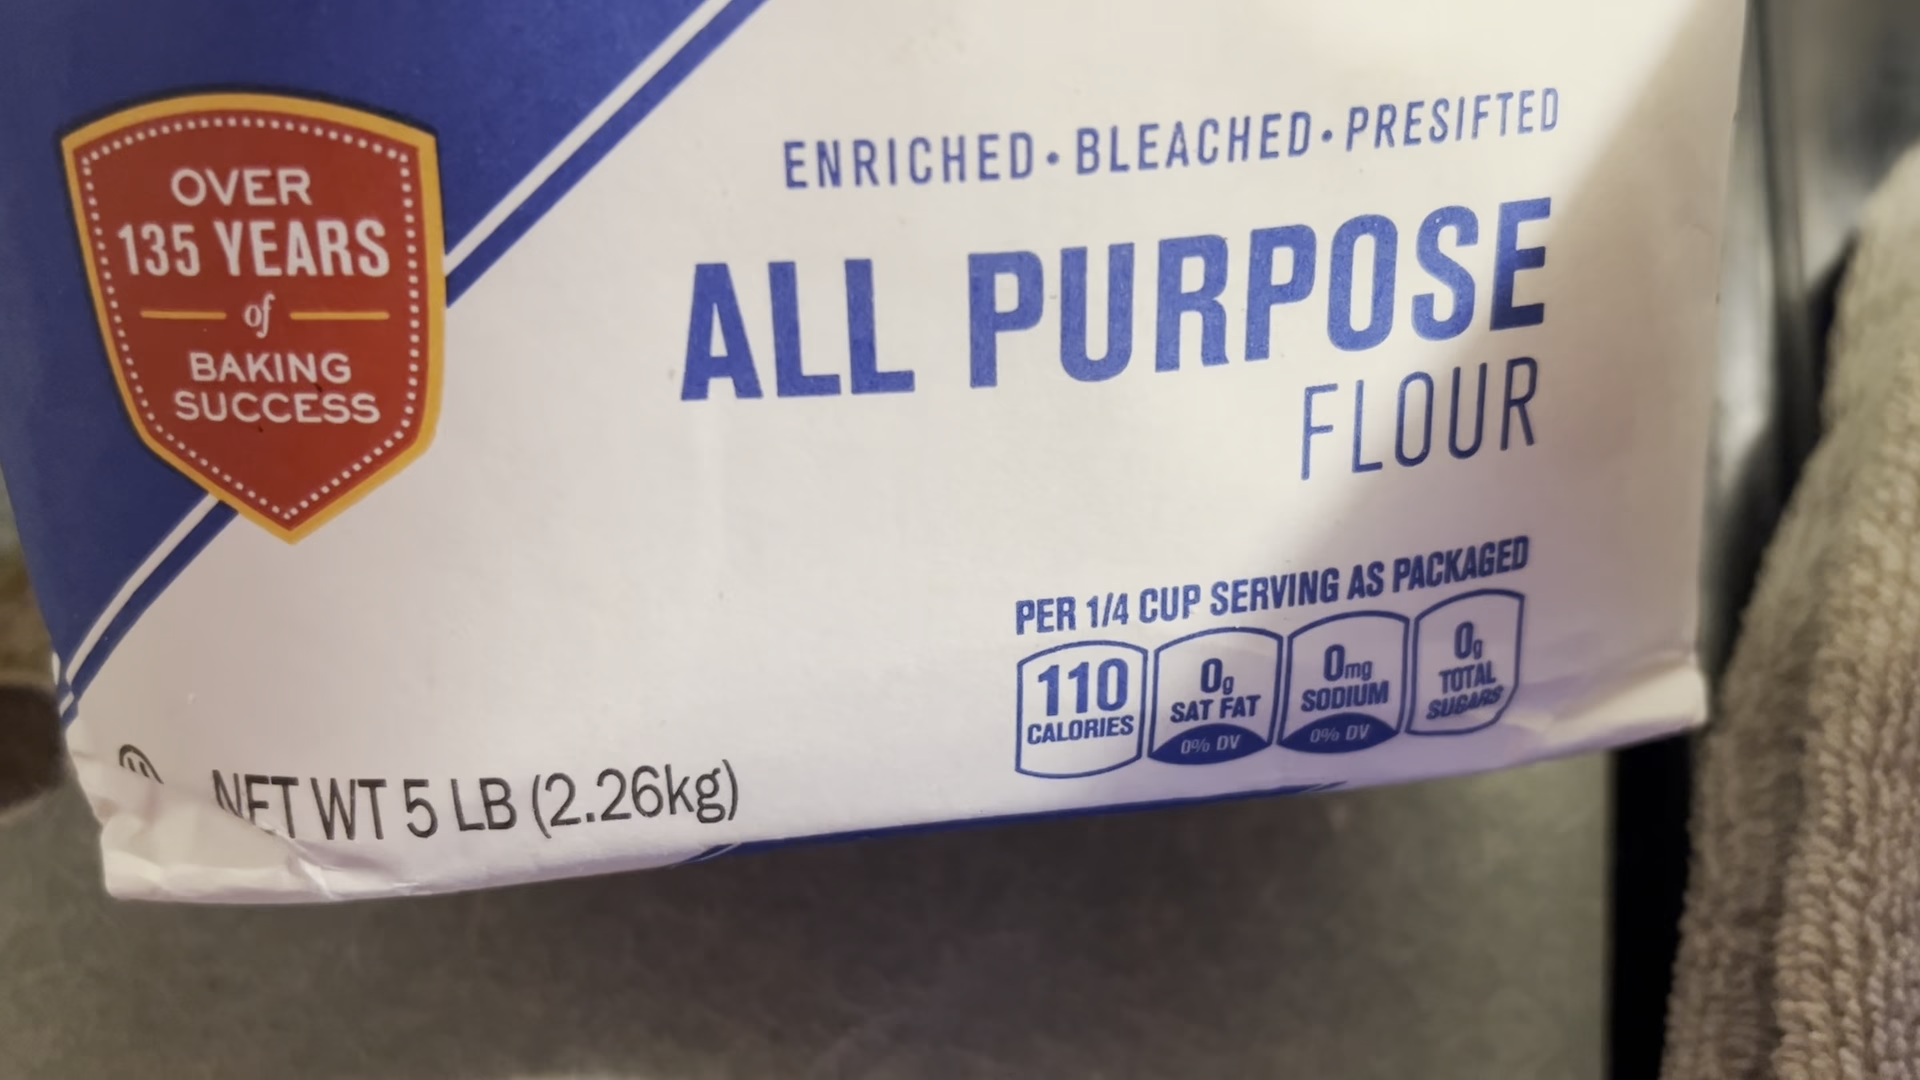 OVER
135 YEARS
of
BAKING
SUCCESS
ENRICHED • BLEACHED • PRESIFTED
ALL PURPOSE
FLOUR
PER 1/4 CUP SERVING AS PACKAGED
110
CALORIES
0g
SAT FAT
0% DV
0mg
SODIUM
0% DV
0g
TOTAL
SUGARS
NET WT 5 LB (2.26kg)